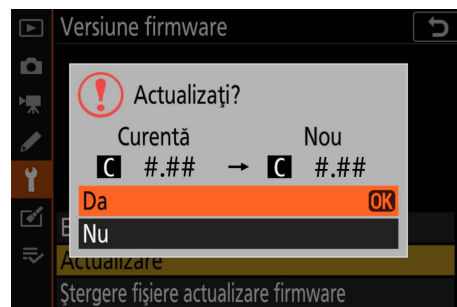 Versiune firmware
Actualizaţi?
Curentă Nou
C #.## → C #.##
Da OK
Nu
Actualizare
Ştergere fişiere actualizare firmware